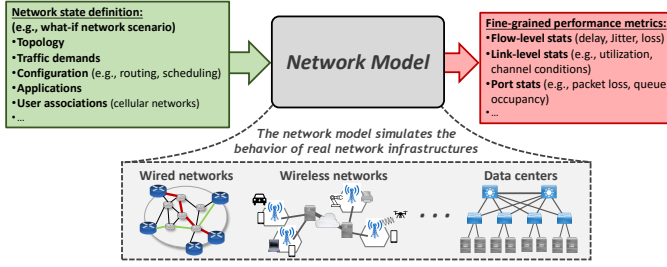 Network state definition:
(e.g., what-if network scenario)
•Topology
•Traffic demands
•Configuration (e.g., routing, scheduling)
•Applications
•User associations (cellular networks)
•...
Network Model
Fine-grained performance metrics:
•Flow-level stats (delay, Jitter, loss)
•Link-level stats (e.g., utilization,
channel conditions)
•Port stats (e.g., packet loss, queue
occupancy)
•...
The network model simulates the
behavior of real network infrastructures
Wired networks
Wireless networks
Data centers